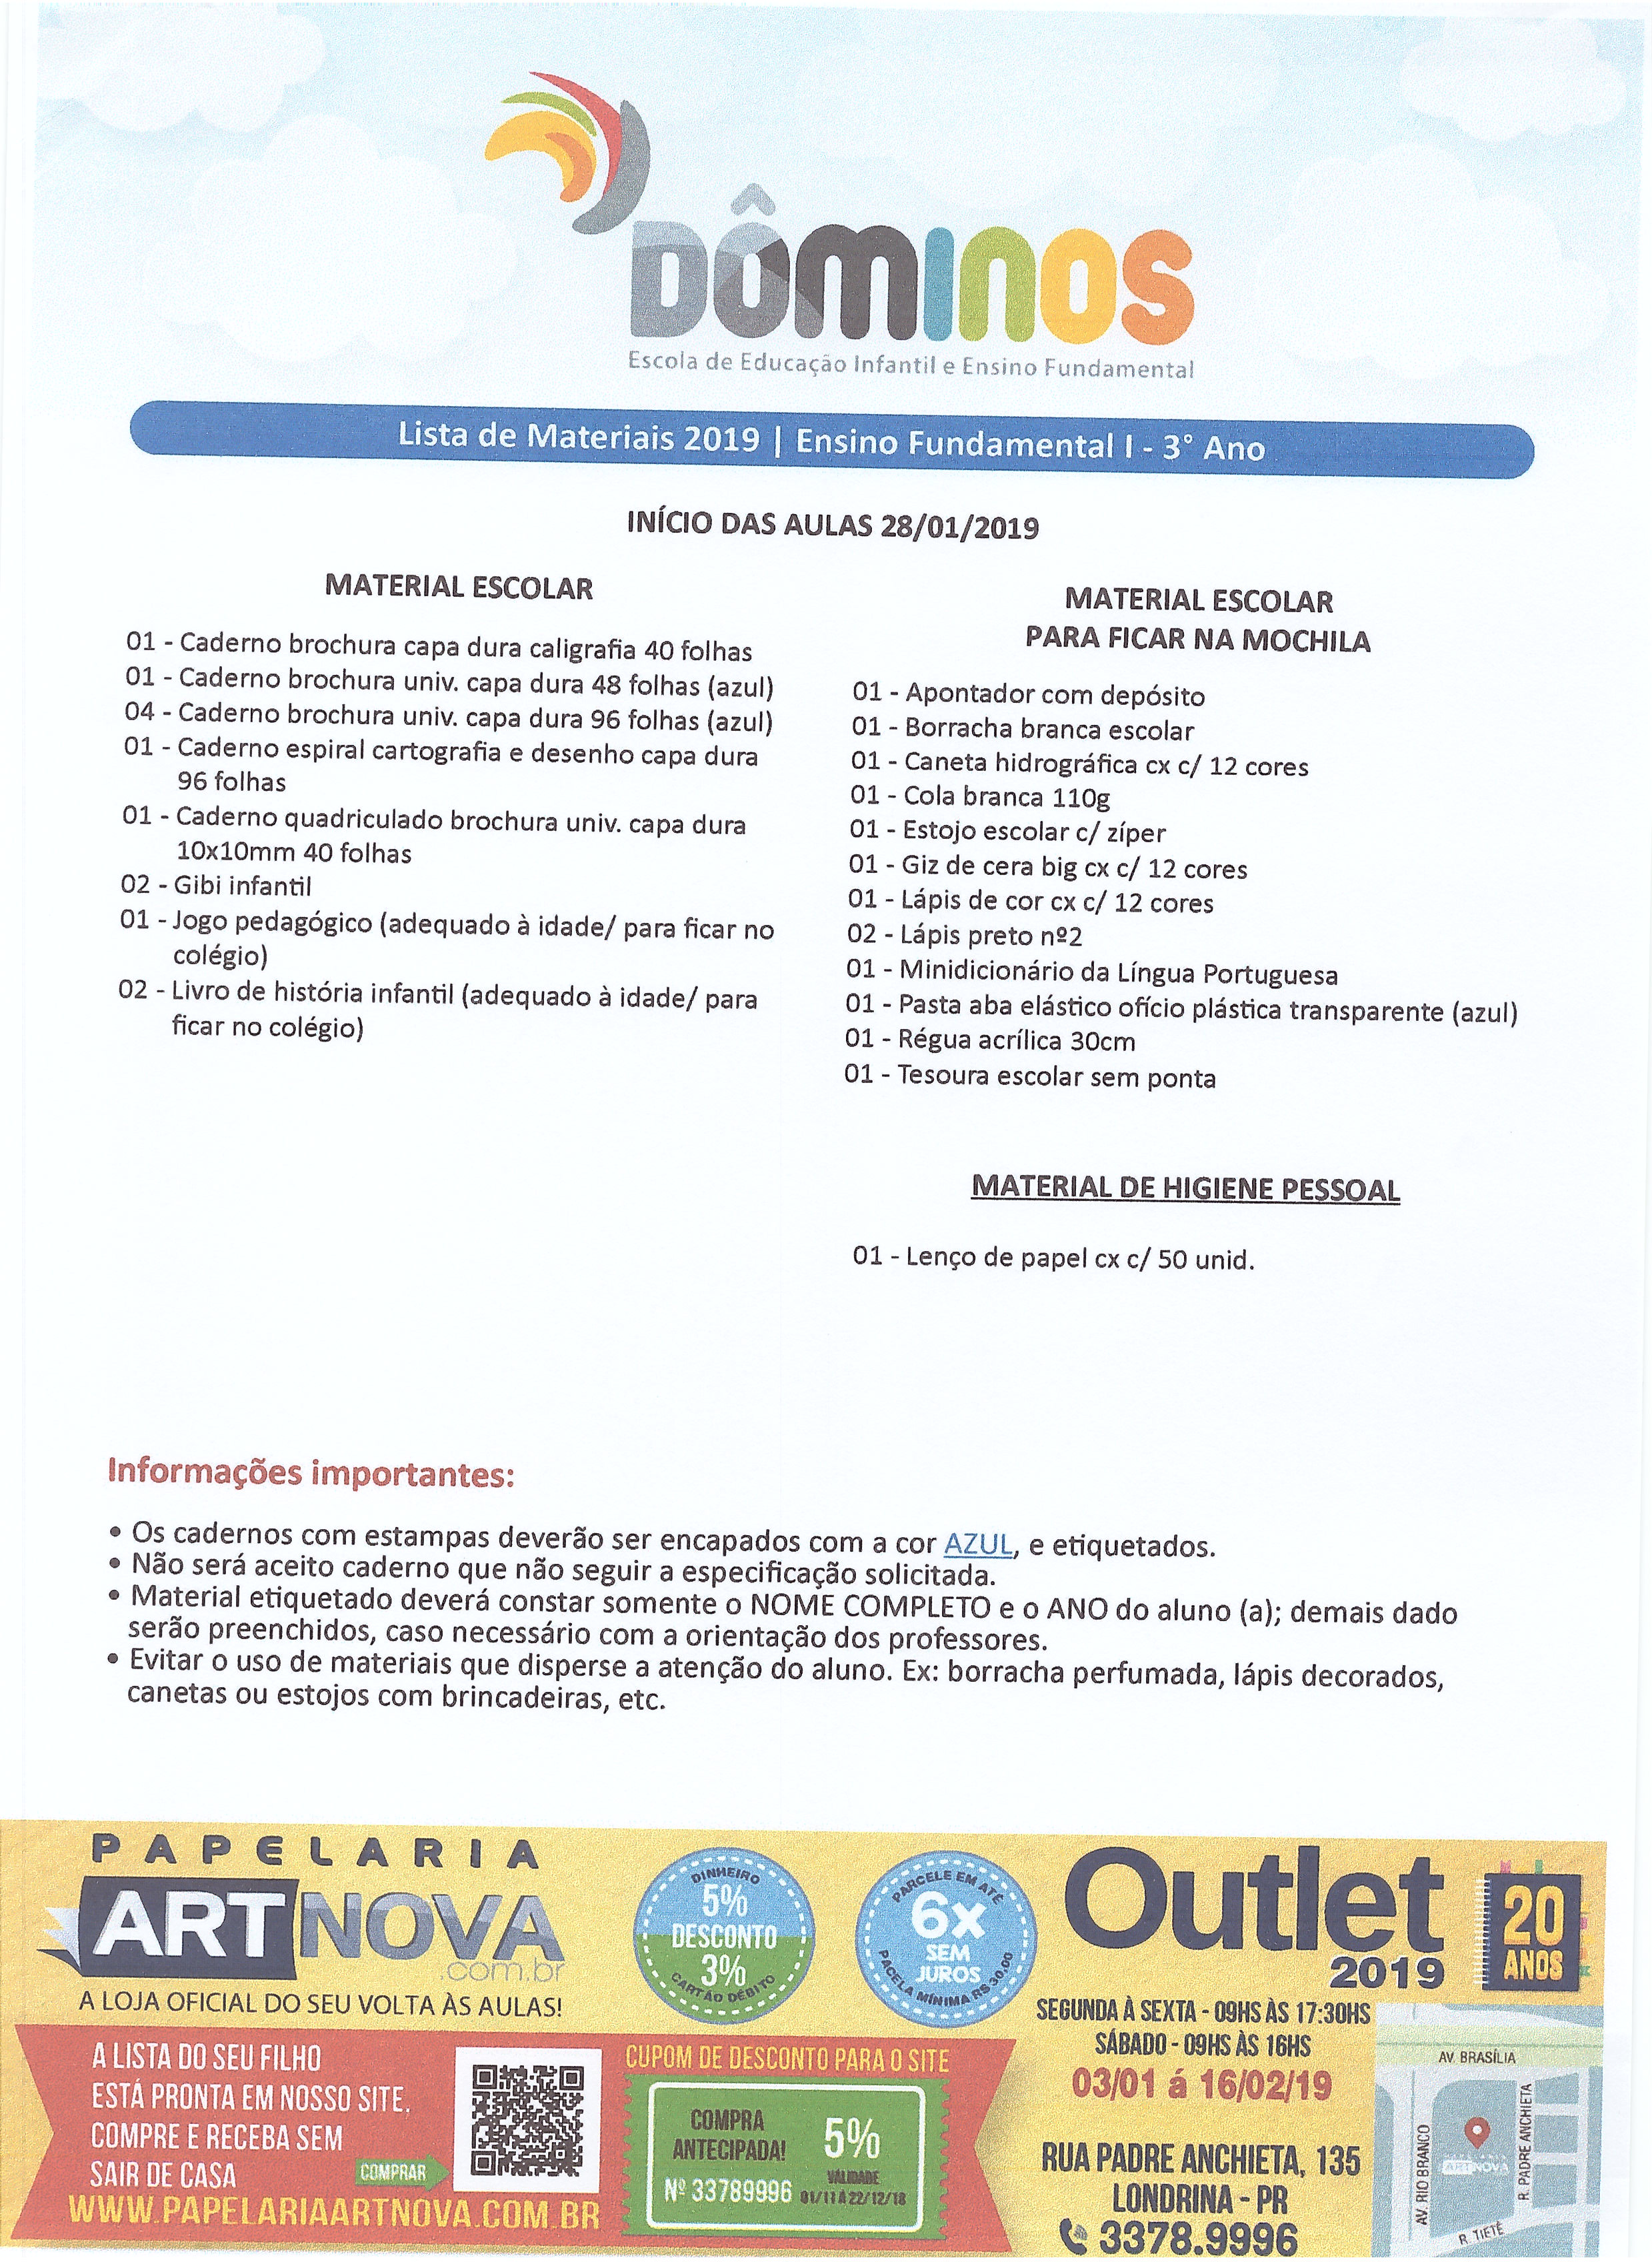 DÔMINOS
Escola de Educação Infantil e Ensino Fundamental
Lista de Materiais 2019 | Ensino Fundamental I - 3° Ano
INÍCIO DAS AULAS 28/01/2019
MATERIAL ESCOLAR
01 - Caderno brochura capa dura caligrafia 40 folhas
01 - Caderno brochura univ. capa dura 48 folhas (azul)
04 - Caderno brochura univ. capa dura 96 folhas (azul)
01 - Caderno espiral cartografia e desenho capa dura
96 folhas
01 - Caderno quadriculado brochura univ. capa dura
10x10mm 40 folhas
02 - Gibi infantil
01 - Jogo pedagógico (adequado à idade/ para ficar no
colégio)
02 - Livro de história infantil (adequado à idade/ para
ficar no colégio)
MATERIAL ESCOLAR
PARA FICAR NA MOCHILA
01 - Apontador com depósito
01 - Borracha branca escolar
01 - Caneta hidrográfica cx c/ 12 cores
01 - Cola branca 110g
01 - Estojo escolar c/ zíper
01 - Giz de cera big cx c/ 12 cores
01 - Lápis de cor cx c/ 12 cores
02 - Lápis preto nº2
01 - Minidicionário da Língua Portuguesa
01 - Pasta aba elástico ofício plástica transparente (azul)
01 - Régua acrílica 30cm
01 - Tesoura escolar sem ponta
MATERIAL DE HIGIENE PESSOAL
01 - Lenço de papel cx c/ 50 unid.
Informações importantes:
• Os cadernos com estampas deverão ser encapados com a cor AZUL, e etiquetados.
• Não será aceito caderno que não seguir a especificação solicitada.
• Material etiquetado deverá constar somente o NOME COMPLETO e o ANO do aluno (a); demais dado
serão preenchidos, caso necessário com a orientação dos professores.
• Evitar o uso de materiais que disperse a atenção do aluno. Ex: borracha perfumada, lápis decorados,
canetas ou estojos com brincadeiras, etc.
PAPELARIA
ARTNOVA
.com.br
A LOJA OFICIAL DO SEU VOLTA ÀS AULAS!
DINHEIRO
5%
DESCONTO
3%
CARTÃO DÉBITO
PARCELE EM ATÉ
6x
SEM
JUROS
PACELA MÍNIMA R$ 30,00
Outlet
2019
20
ANOS
SEGUNDA À SEXTA - 09HS ÀS 17:30HS
SÁBADO - 09HS ÀS 16HS
03/01 á 16/02/19
RUA PADRE ANCHIETA, 135
LONDRINA - PR
3378.9996
A LISTA DO SEU FILHO
ESTÁ PRONTA EM NOSSO SITE.
COMPRE E RECEBA SEM
SAIR DE CASA
COMPRAR
WWW.PAPELARIAARTNOVA.COM.BR
CUPOM DE DESCONTO PARA O SITE
COMPRA
ANTECIPADA!
5%
Nº 33789996
VALIDADE
01/11 À 22/12/18
AV. BRASÍLIA
AV. RIO BRANCO
R. PADRE ANCHIETA
ARTNOVA
R. TIETÊ